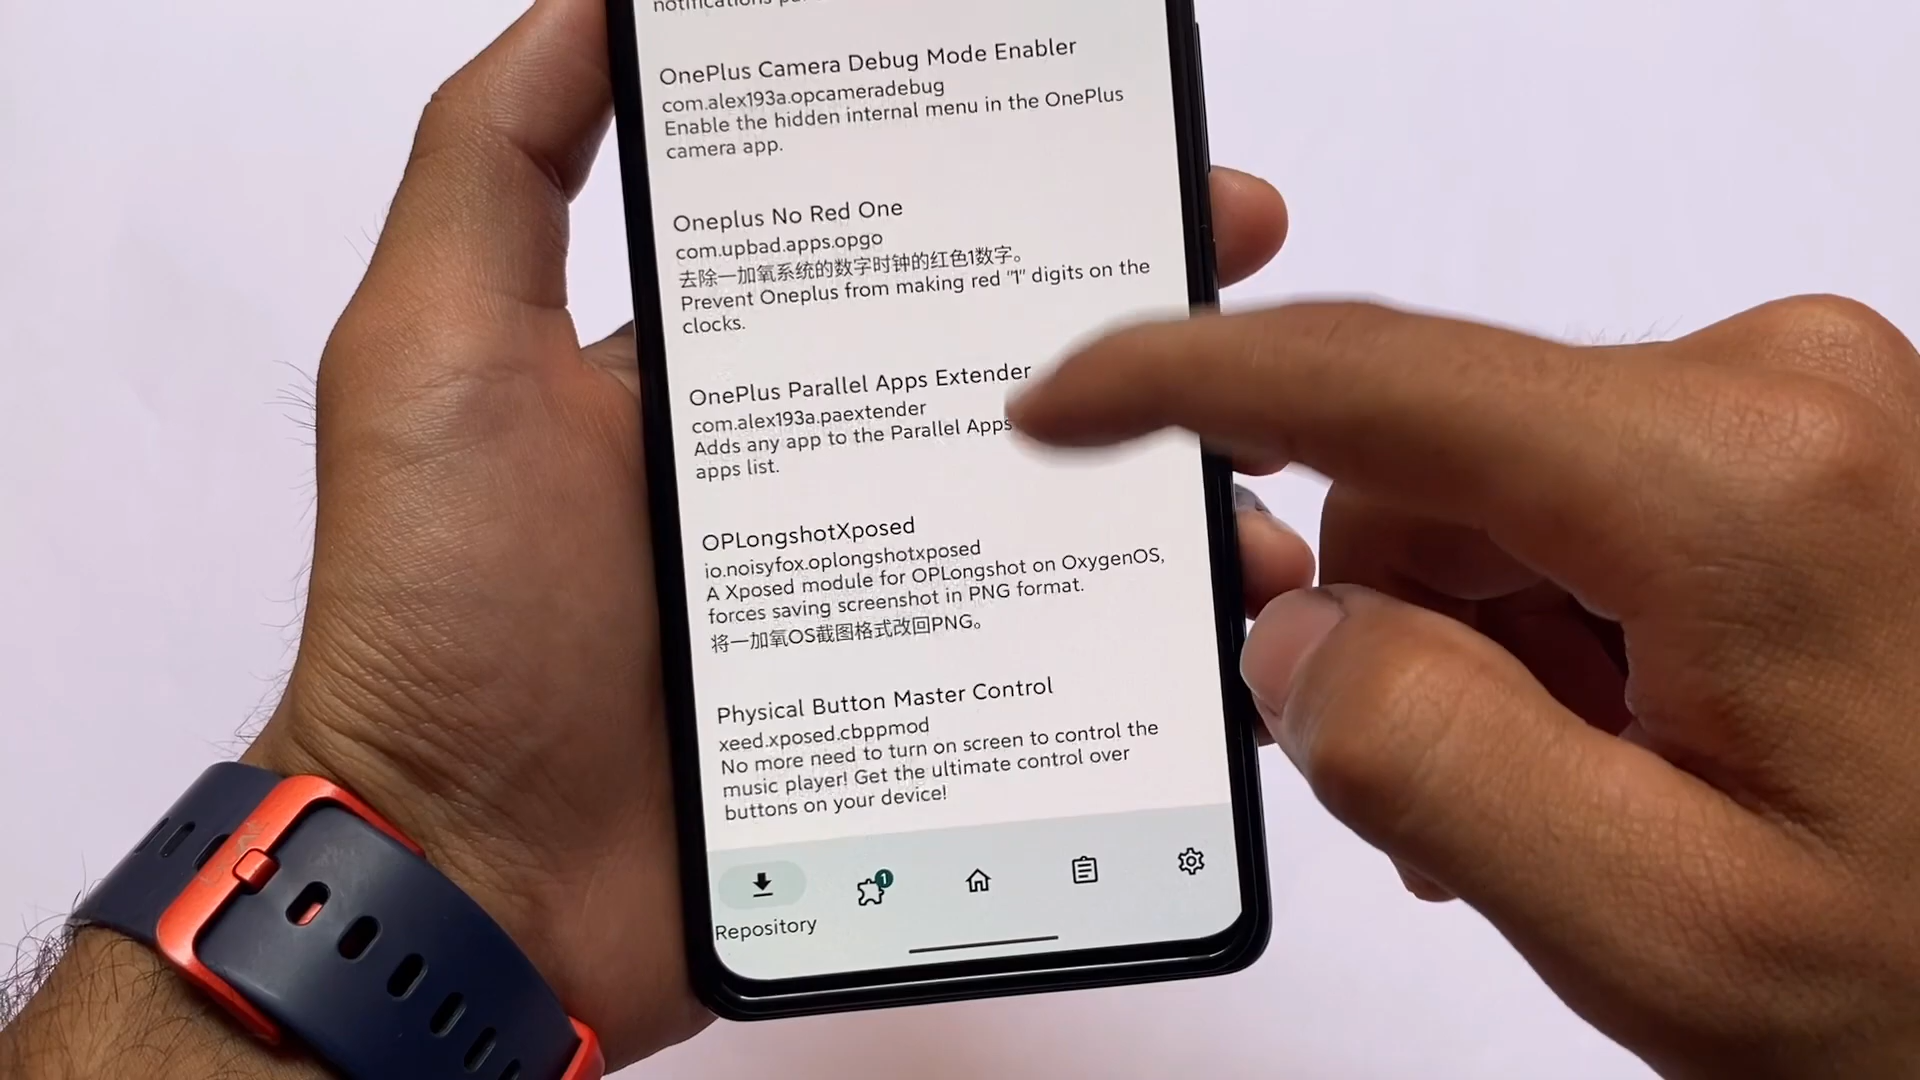 notifications
OnePlus Camera Debug Mode Enabler
com.alex193a.opcameradebug
Enable the hidden internal menu in the OnePlus
camera app.
Oneplus No Red One
com.upbad.apps.opgo
去除一加氧系统的数字时钟的红色1数字。
Prevent Oneplus from making red "1" digits on the
clocks.
OnePlus Parallel Apps Extender
com.alex193a.paextender
Adds any app to the Parallel Apps
apps list.
OPLongshotXposed
io.noisyfox.oplongshotxposed
A Xposed module for OPLongshot on OxygenOS,
forces saving screenshot in PNG format.
将一加氧OS截图格式改回PNG。
Physical Button Master Control
xeed.xposed.cbppmod
No more need to turn on screen to control the
music player! Get the ultimate control over
buttons on your device!
1
Repository